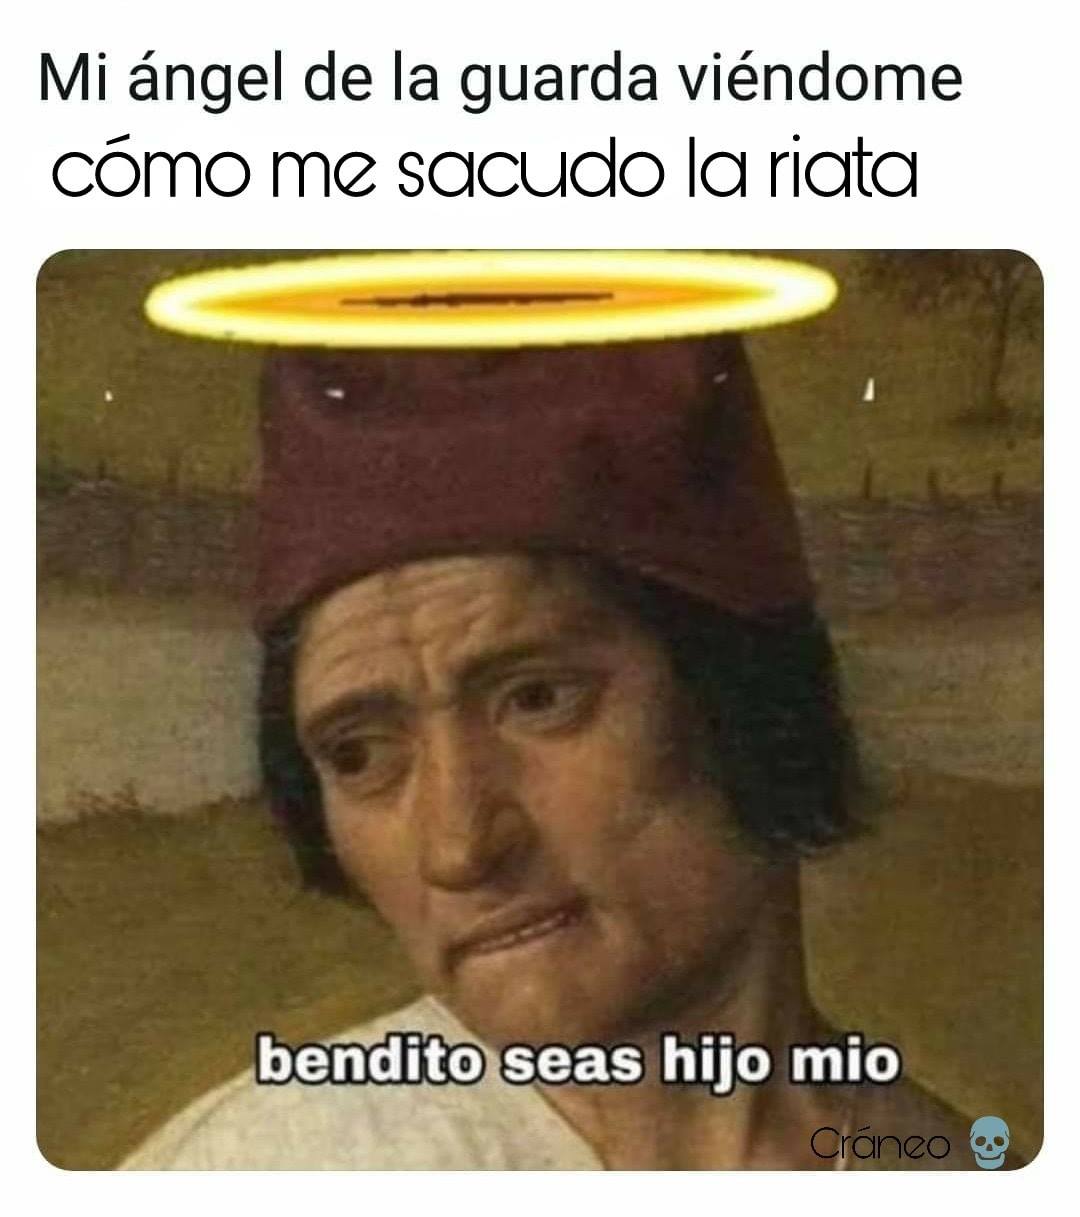 Mi ángel de la guarda viéndome
cómo me sacudo la riata
bendito seas hijo mio
Cráneo